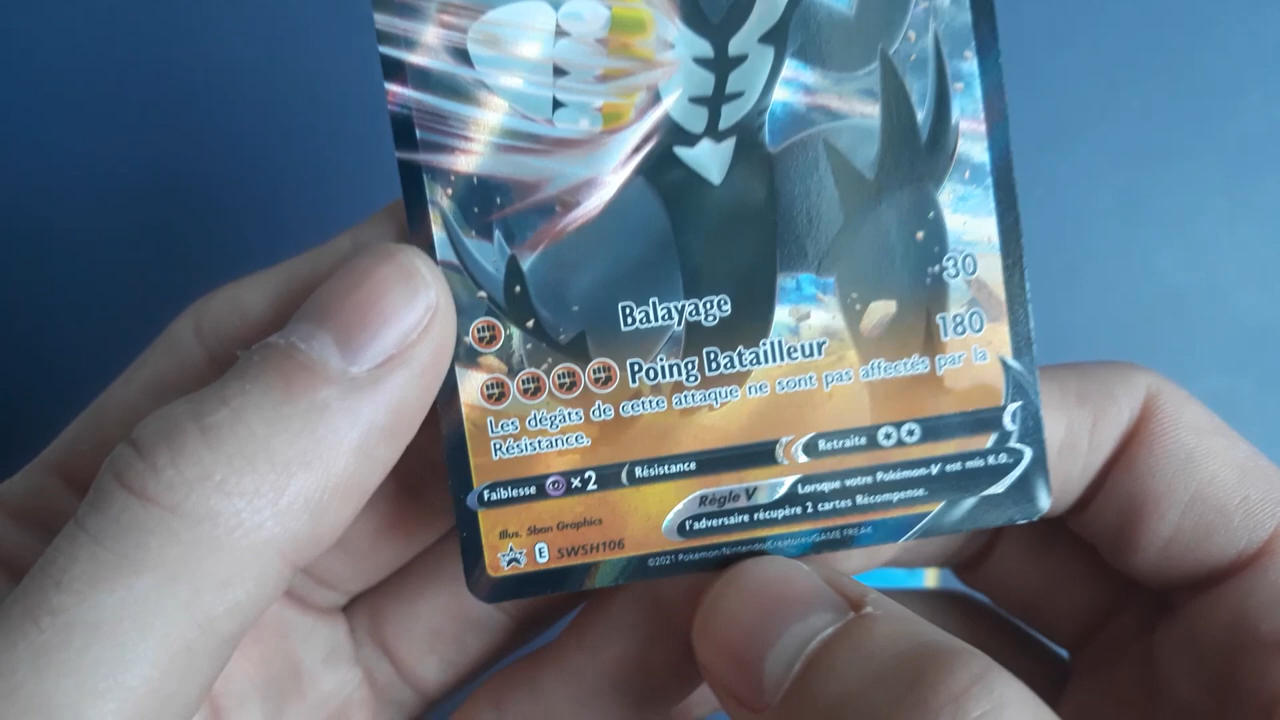 Balayage 30
Poing Batailleur 180
Les dégâts de cette attaque ne sont pas affectés par la
Résistance.
Faiblesse ×2 Résistance Retraite
Règle V Lorsque votre Pokémon-V est mis K.O.,
l'adversaire récupère 2 cartes Récompense.
Illus. 5ban Graphics
E SWSH106
©2021 Pokémon/Nintendo/Creatures/GAME FREAK